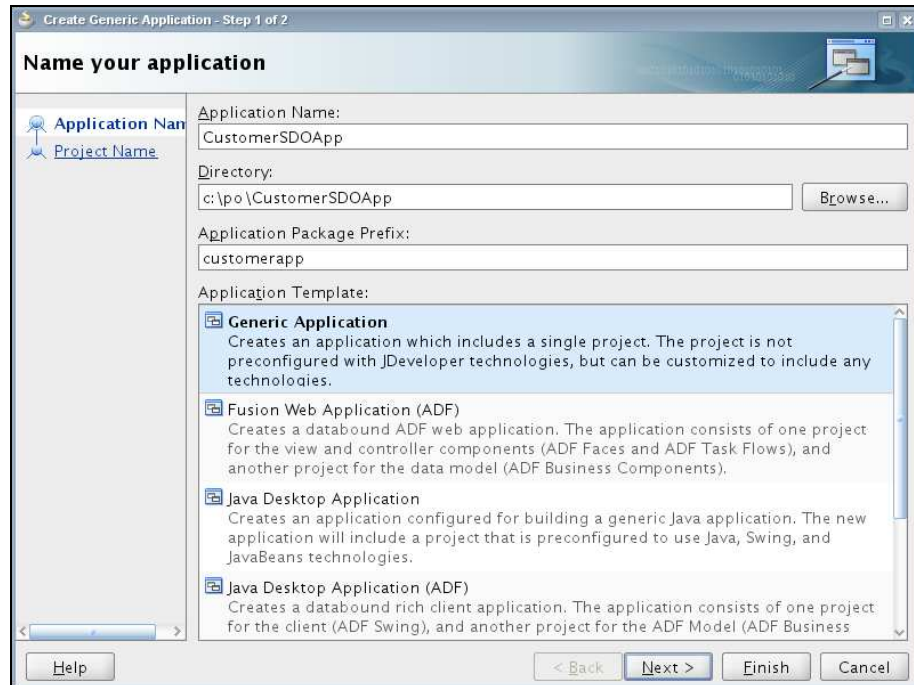 Create Generic Application - Step 1 of 2
Name your application
Application Nam
Project Name
Application Name:
CustomerSDOApp
Directory:
c:\po\CustomerSDOApp
Browse...
Application Package Prefix:
customerapp
Application Template:
Generic Application
Creates an application which includes a single project. The project is not
preconfigured with JDeveloper technologies, but can be customized to include any
technologies.
Fusion Web Application (ADF)
Creates a databound ADF web application. The application consists of one project
for the view and controller components (ADF Faces and ADF Task Flows), and
another project for the data model (ADF Business Components).
Java Desktop Application
Creates an application configured for building a generic Java application. The new
application will include a project that is preconfigured to use Java, Swing, and
JavaBeans technologies.
Java Desktop Application (ADF)
Creates a databound rich client application. The application consists of one project
for the client (ADF Swing), and another project for the ADF Model (ADF Business
Help
< Back
Next >
Finish
Cancel